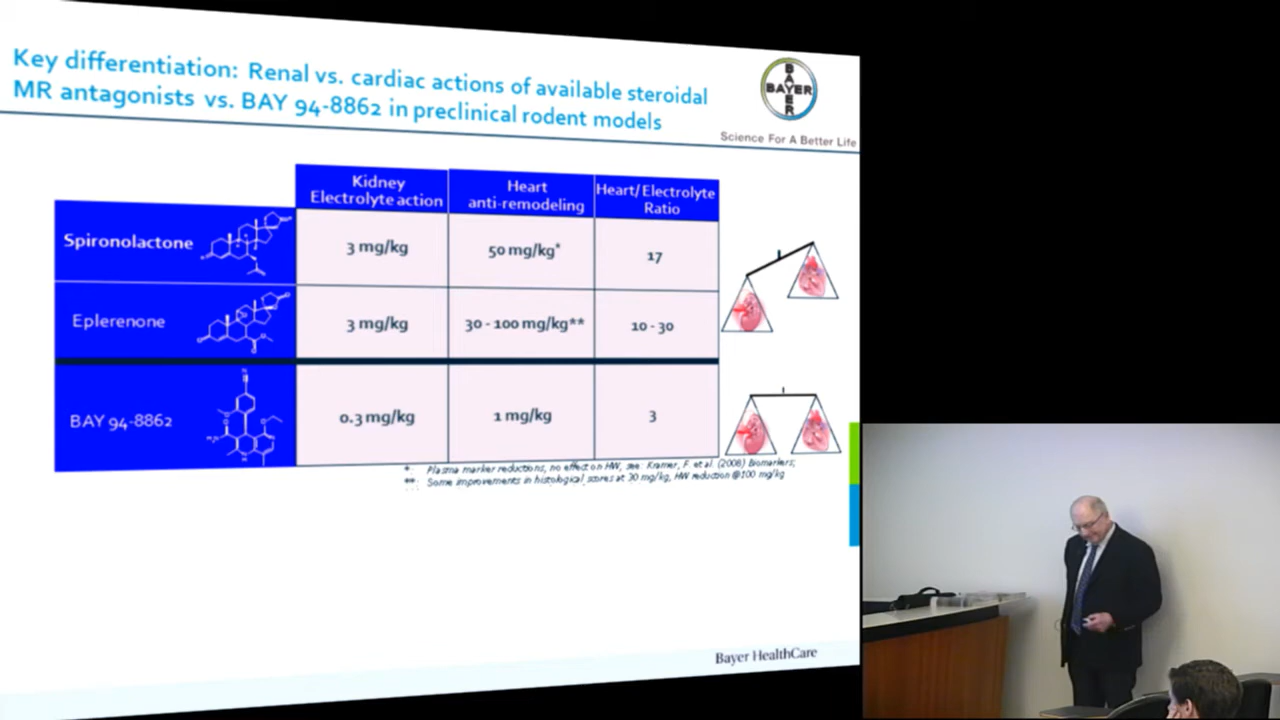 Key differentiation: Renal vs. cardiac actions of available steroidal
MR antagonists vs. BAY 94-8862 in preclinical rodent models
BAYER
BAYER
Science For A Better Life
Kidney
Electrolyte action
Heart
anti-remodeling
Heart/Electrolyte
Ratio
Spironolactone
3 mg/kg
50 mg/kg*
17
Eplerenone
3 mg/kg
30 - 100 mg/kg**
10 - 30
BAY 94-8862
0.3 mg/kg
1 mg/kg
3
*: Plasma marker reductions, no effect on HW, see: Kramer, F. et al. (2008) Biomarkers;
**: Some improvements in histological scores at 30 mg/kg, HW reduction @100 mg/kg
Bayer HealthCare